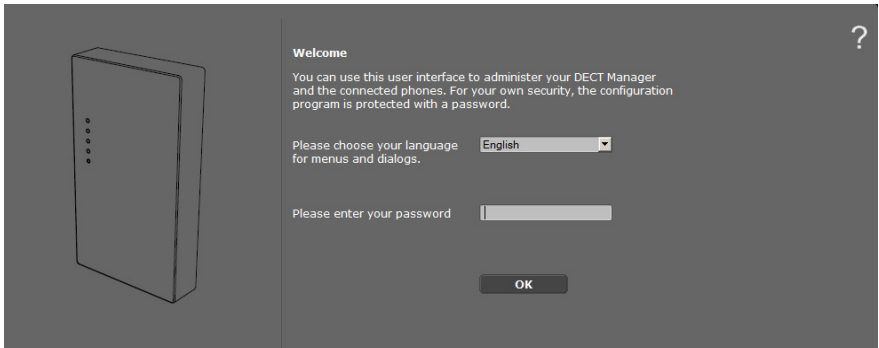 ?
Welcome
You can use this user interface to administer your DECT Manager
and the connected phones. For your own security, the configuration
program is protected with a password.
Please choose your language
for menus and dialogs.
English
Please enter your password
OK